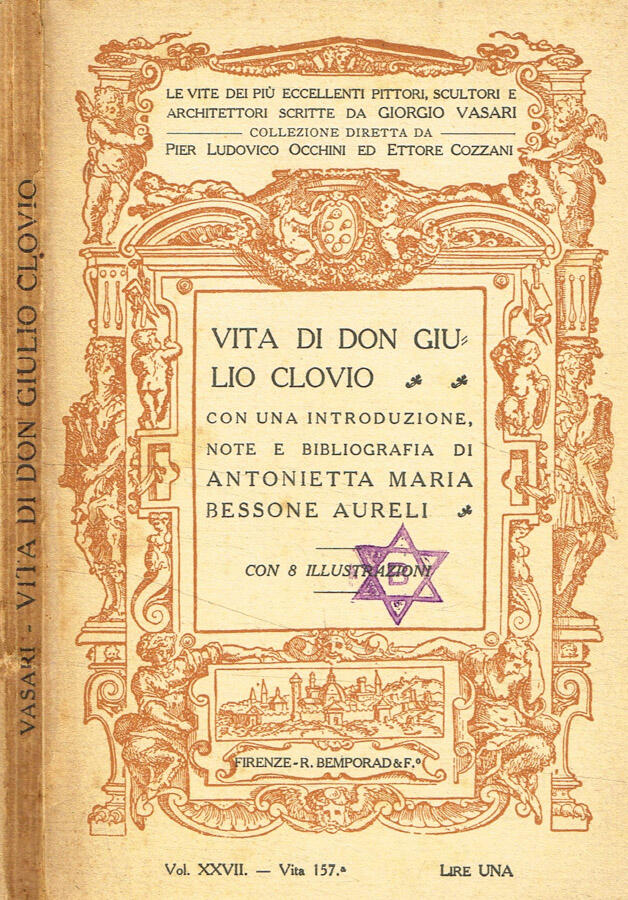 LE VITE DEI PIÙ ECCELLENTI PITTORI, SCULTORI E
ARCHITETTORI SCRITTE DA GIORGIO VASARI
COLLEZIONE DIRETTA DA
PIER LUDOVICO OCCHINI ED ETTORE COZZANI
VITA DI DON GIU=
LIO CLOVIO
CON UNA INTRODUZIONE,
NOTE E BIBLIOGRAFIA DI
ANTONIETTA MARIA
BESSONE AURELI
CON 8 ILLUSTRAZIONI
B
FIRENZE - R. BEMPORAD & F.º
Vol. XXVII. — Vita 157.ª
LIRE UNA
VASARI - VITA DI DON GIULIO CLOVIO